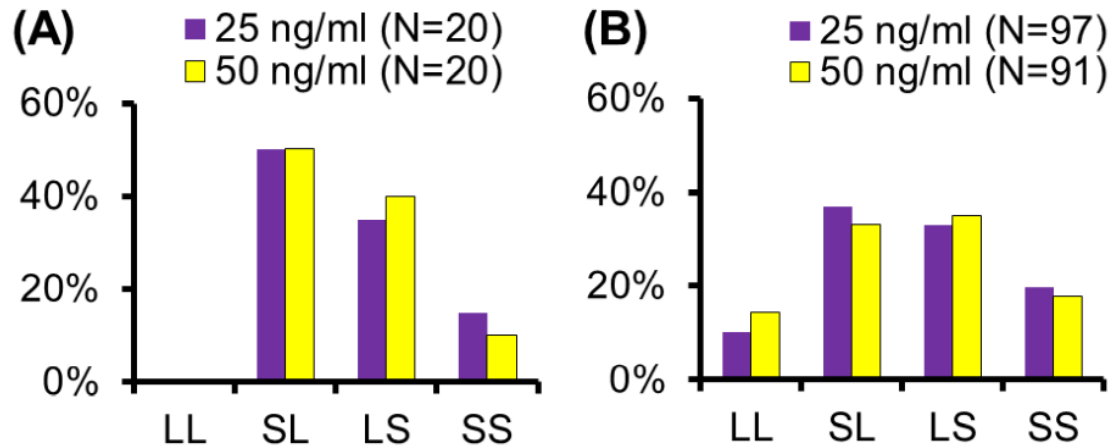 (A)
25 ng/ml (N=20)
50 ng/ml (N=20)
60%
40%
20%
0%
LL SL LS SS
(B)
25 ng/ml (N=97)
50 ng/ml (N=91)
60%
40%
20%
0%
LL SL LS SS